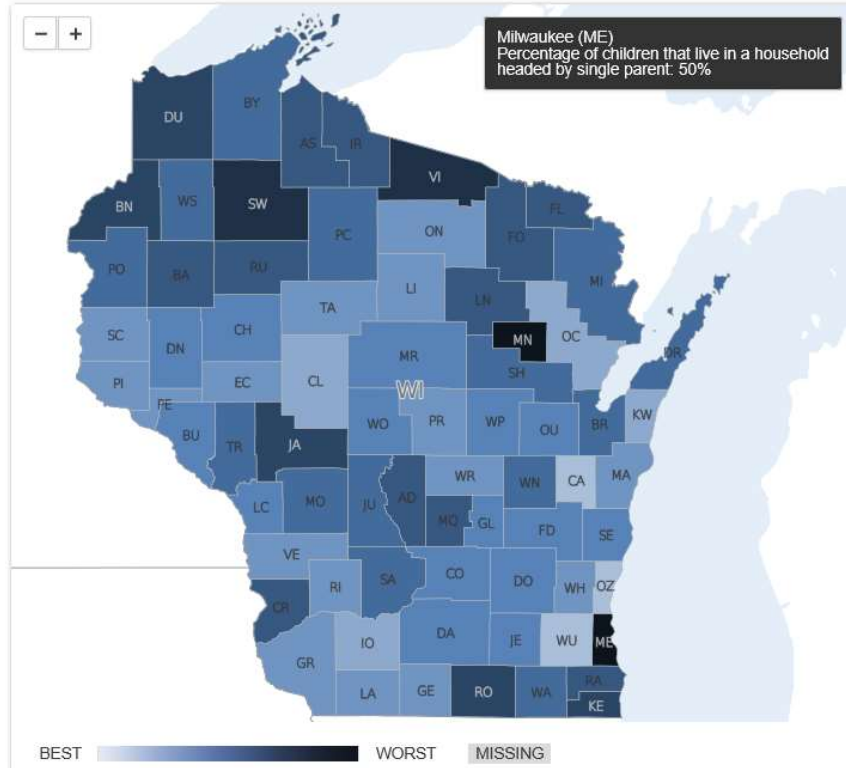 − +
Milwaukee (ME)
Percentage of children that live in a household
headed by single parent: 50%
DU
BY
AS
IR
VI
BN
WS
SW
PC
ON
FO
FL
PO
BA
RU
LI
LN
MI
SC
DN
CH
TA
MN
OC
DR
MR
SH
PI
PE
EC
CL
WI
KW
BU
TR
JA
WO
PR
WP
OU
BR
LC
MO
JU
AD
WR
WN
CA
MA
MQ
GL
FD
SE
VE
RI
SA
CO
DO
WH
OZ
CR
GR
IO
DA
JE
WU
ME
LA
GE
RO
WA
RA
KE
BEST WORST MISSING